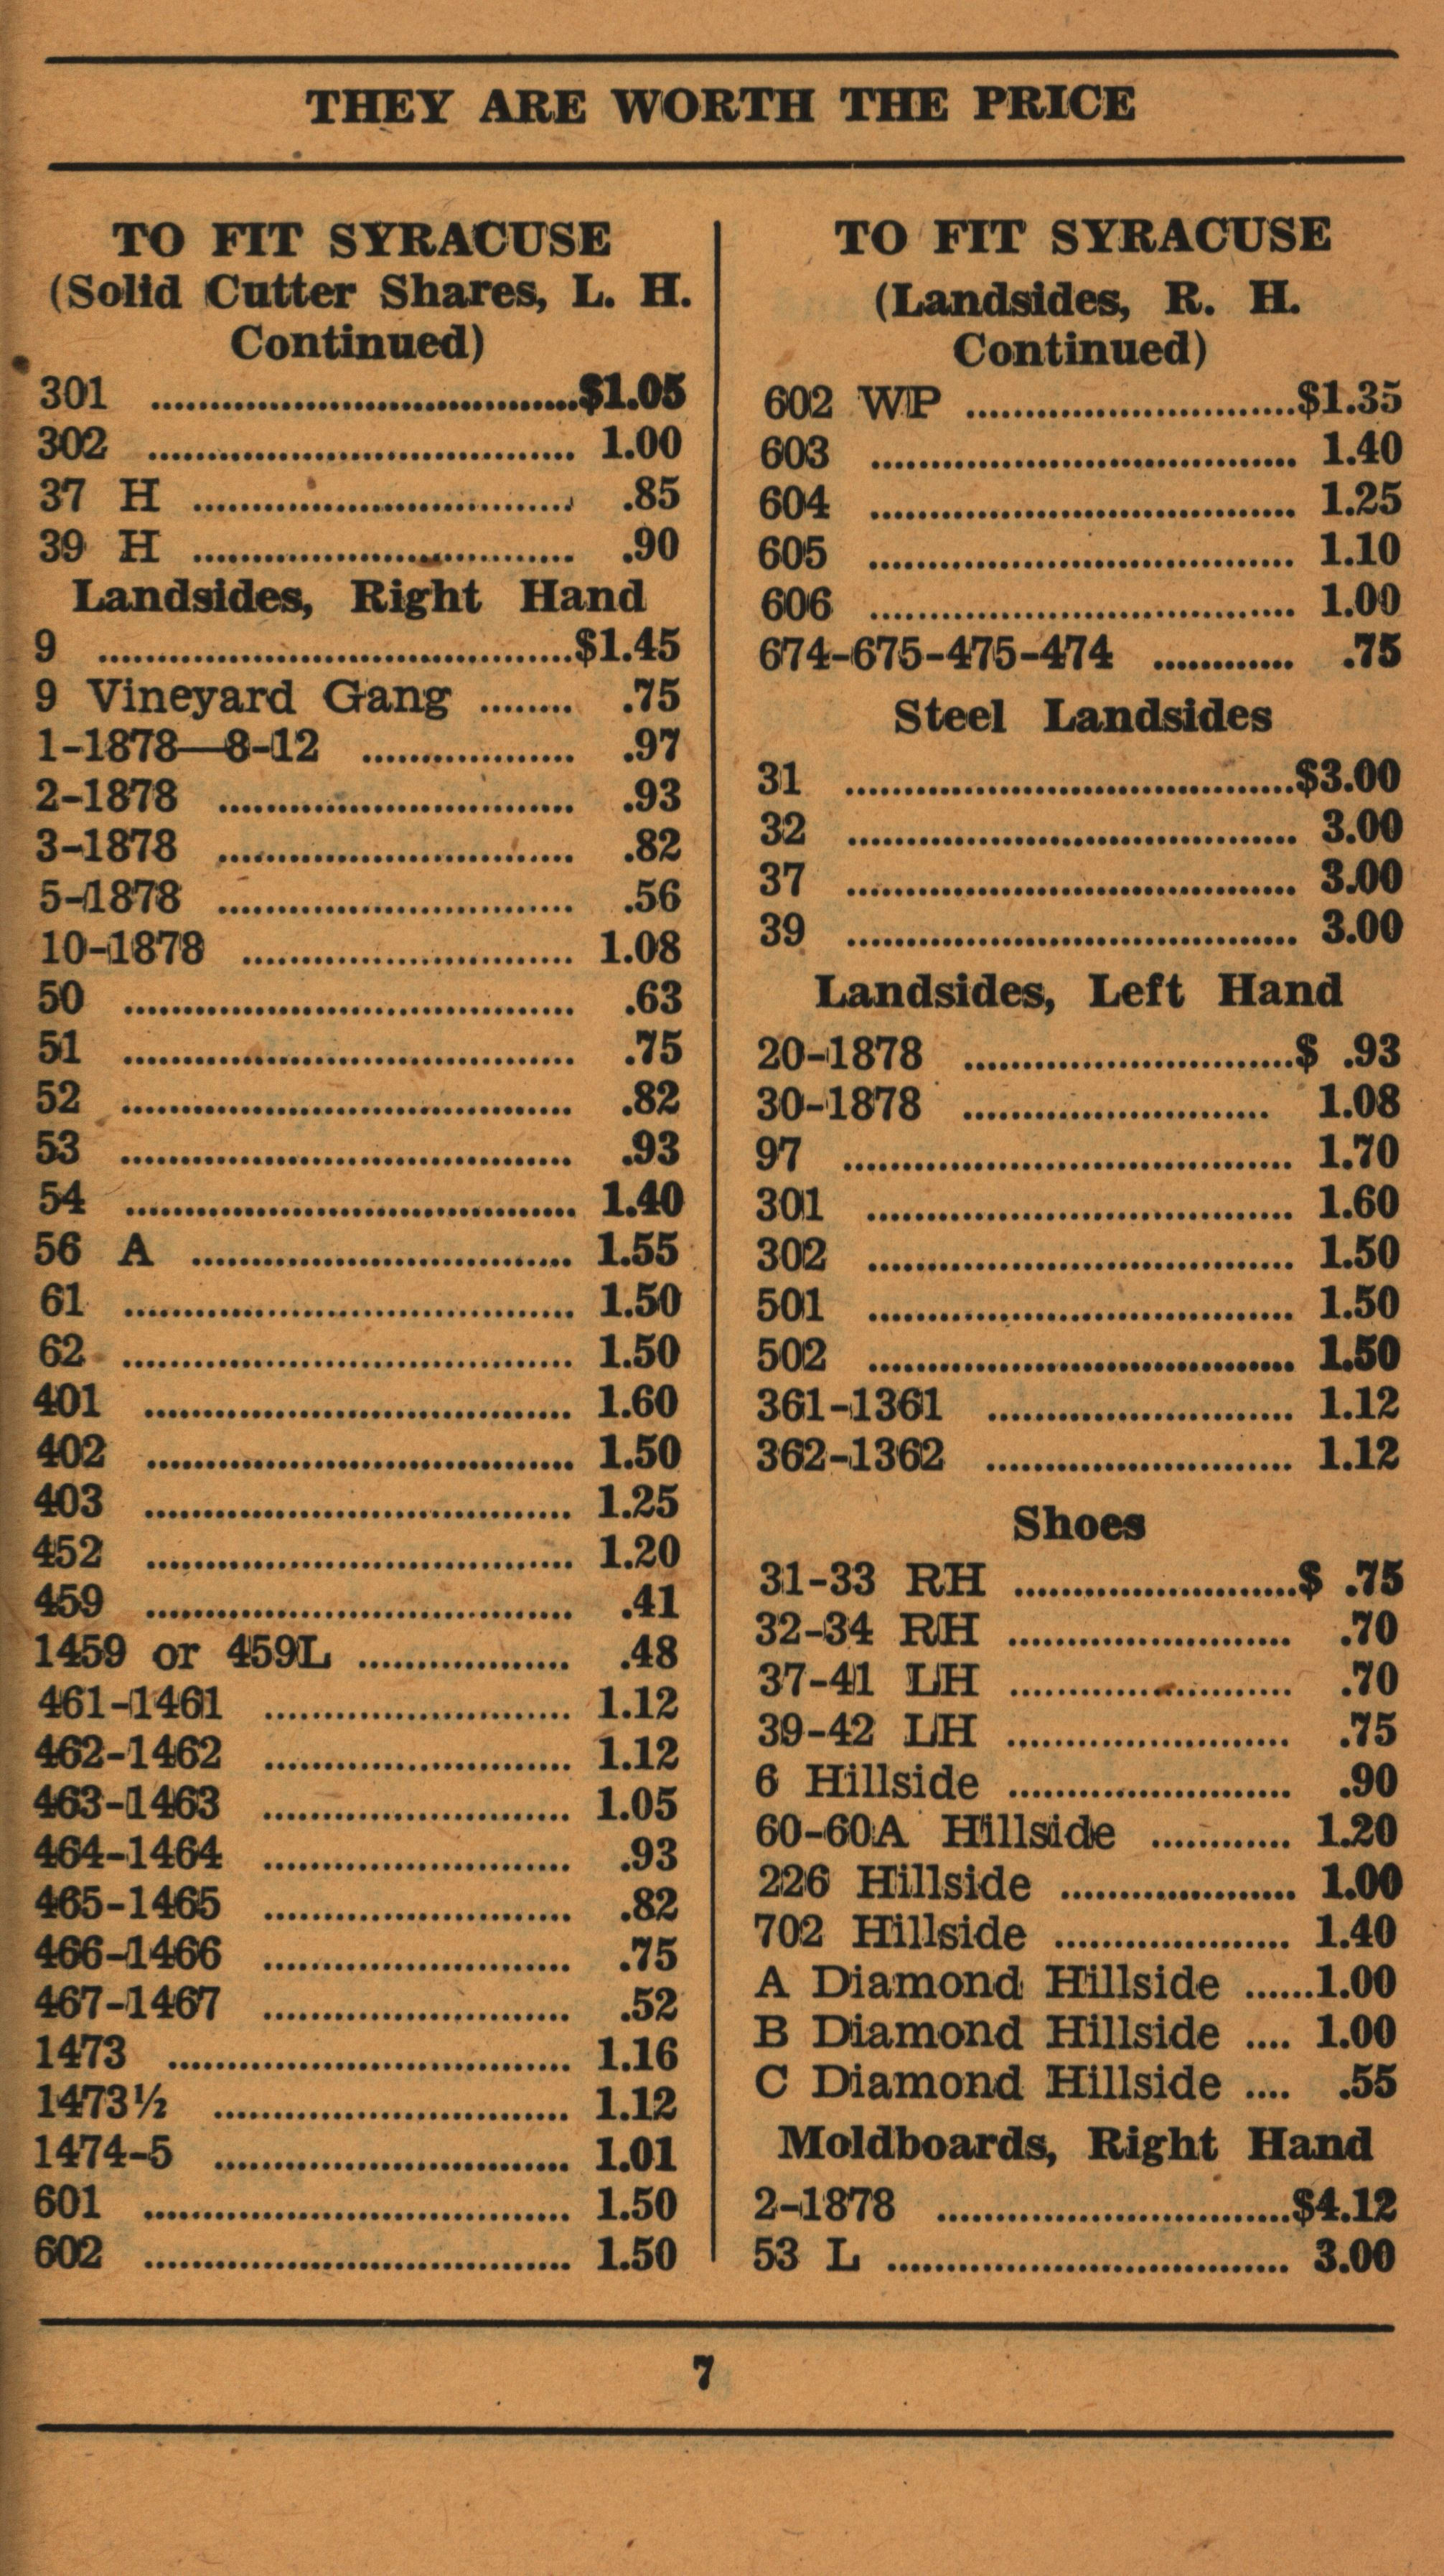 THEY ARE WORTH THE PRICE
TO FIT SYRACUSE
(Solid Cutter Shares, L. H.
Continued)
301 ....................................$1.05
302 .................................... 1.00
37 H ................................ .85
39 H ................................ .90
Landsides, Right Hand
9 ........................................$1.45
9 Vineyard Gang ........ .75
1-1878—8-12 .................. .97
2-1878 .............................. .93
3-1878 .............................. .82
5-1878 .............................. .56
10-1878 ............................ 1.08
50 ...................................... .63
51 ...................................... .75
52 ...................................... .82
53 ...................................... .93
54 ...................................... 1.40
56 A ................................ 1.55
61 ...................................... 1.50
62 ...................................... 1.50
401 .................................... 1.60
402 .................................... 1.50
403 .................................... 1.25
452 .................................... 1.20
459 .................................... .41
1459 or 459L .................. .48
461-1461 .......................... 1.12
462-1462 .......................... 1.12
463-1463 .......................... 1.05
464-1464 .......................... .93
465-1465 .......................... .82
466-1466 .......................... .75
467-1467 .......................... .52
1473 .................................. 1.16
1473½ .............................. 1.12
1474-5 .............................. 1.01
601 .................................... 1.50
602 .................................... 1.50
TO FIT SYRACUSE
(Landsides, R. H.
Continued)
602 WP ............................$1.35
603 .................................... 1.40
604 .................................... 1.25
605 .................................... 1.10
606 .................................... 1.00
674-675-475-474 ............ .75
Steel Landsides
31 ......................................$3.00
32 ...................................... 3.00
37 ...................................... 3.00
39 ...................................... 3.00
Landsides, Left Hand
20-1878 ............................$ .93
30-1878 .......................... 1.08
97 ...................................... 1.70
301 .................................... 1.60
302 .................................... 1.50
501 .................................... 1.50
502 .................................... 1.50
361-1361 .......................... 1.12
362-1362 .......................... 1.12
Shoes
31-33 RH ........................$ .75
32-34 RH ........................ .70
37-41 LH ........................ .70
39-42 LH ........................ .75
6 Hillside ........................ .90
60-60A Hillside ............ 1.20
226 Hillside .................... 1.00
702 Hillside .................... 1.40
A Diamond Hillside ......1.00
B Diamond Hillside .... 1.00
C Diamond Hillside .... .55
Moldboards, Right Hand
2-1878 ..............................$4.12
53 L .................................. 3.00
7